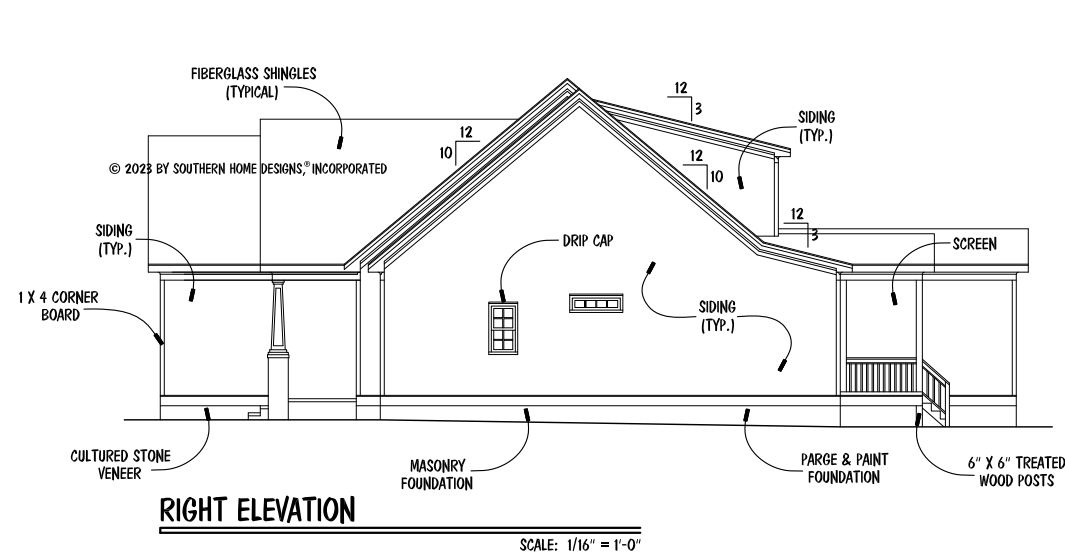 FIBERGLASS SHINGLES
(TYPICAL)
12
3
SIDING
(TYP.)
12
10
12
10
© 2023 BY SOUTHERN HOME DESIGNS,® INCORPORATED
12
3
SIDING
(TYP.)
DRIP CAP
SCREEN
1 X 4 CORNER
BOARD
SIDING
(TYP.)
CULTURED STONE
VENEER
MASONRY
FOUNDATION
PARGE & PAINT
FOUNDATION
6" X 6" TREATED
WOOD POSTS
RIGHT ELEVATION
SCALE: 1/16" = 1'-0"